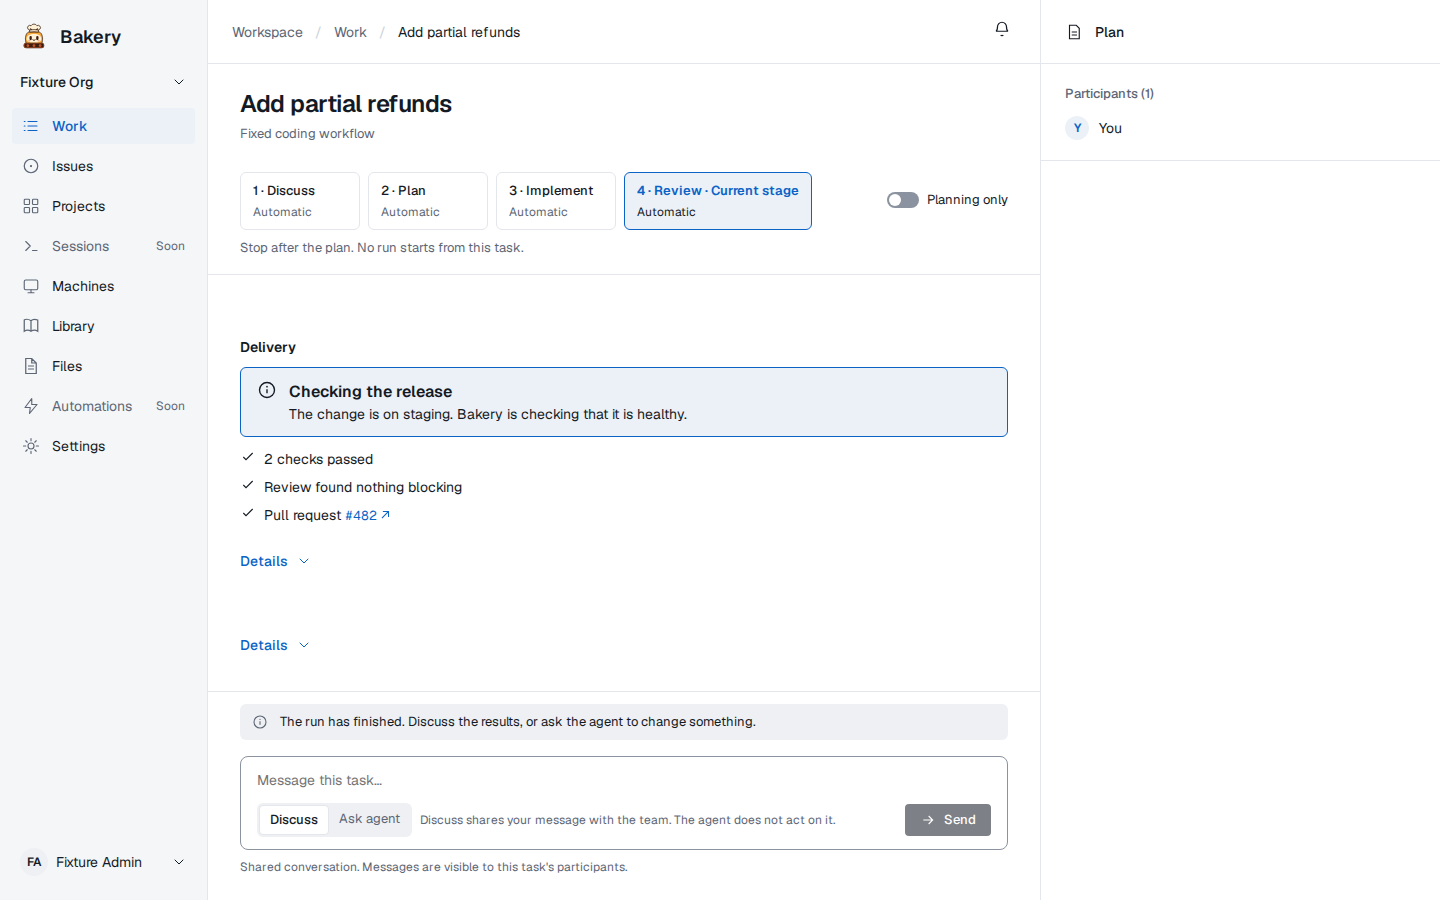 Bakery
Fixture Org
Work
Issues
Projects
Sessions Soon
Machines
Library
Files
Automations Soon
Settings
FA Fixture Admin
Workspace / Work / Add partial refunds
Add partial refunds
Fixed coding workflow
1 · Discuss
Automatic
2 · Plan
Automatic
3 · Implement
Automatic
4 · Review · Current stage
Automatic
Planning only
Stop after the plan. No run starts from this task.
Delivery
Checking the release
The change is on staging. Bakery is checking that it is healthy.
2 checks passed
Review found nothing blocking
Pull request #482
Details
Details
The run has finished. Discuss the results, or ask the agent to change something.
Message this task…
Discuss Ask agent Discuss shares your message with the team. The agent does not act on it. Send
Shared conversation. Messages are visible to this task's participants.
Plan
Participants (1)
Y You